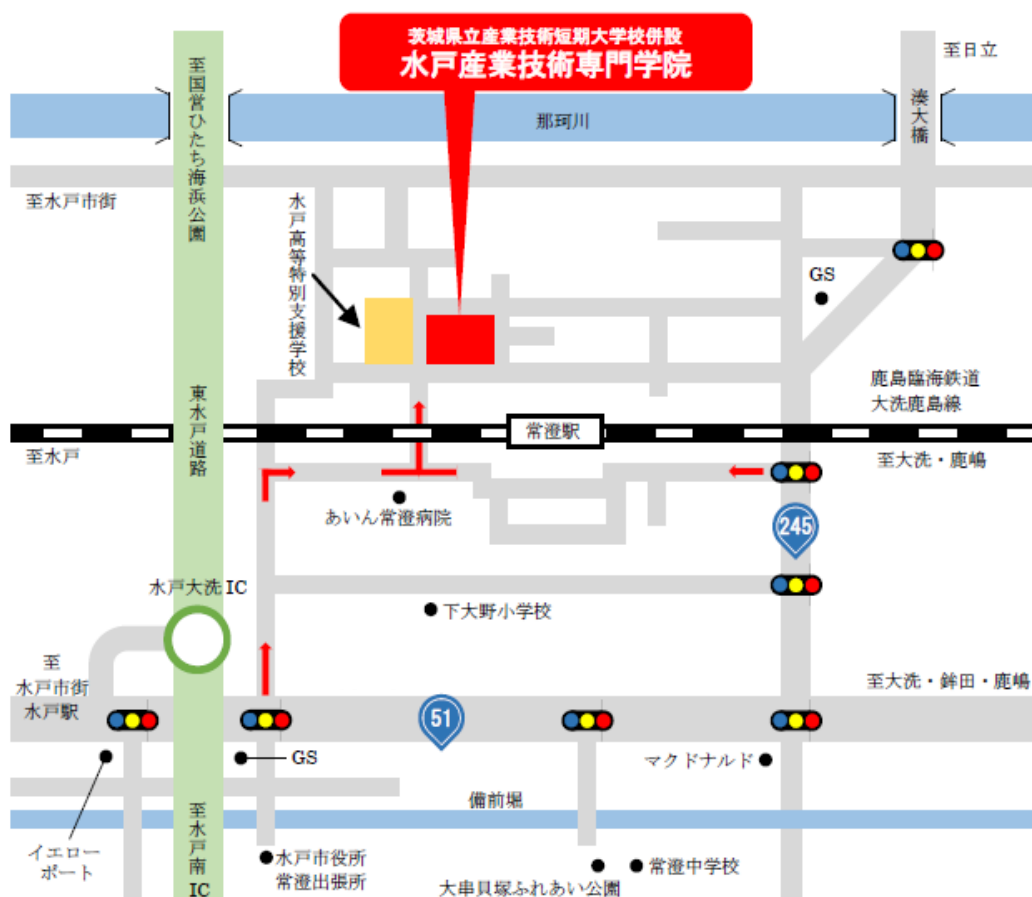 茨城県立産業技術短期大学校併設
水戸産業技術専門学院
至日立
至国営ひたち海浜公園
那珂川
湊大橋
至水戸市街
水戸高等特別支援学校
GS
東水戸道路
鹿島臨海鉄道
大洗鹿島線
常澄駅
至水戸
至大洗・鹿嶋
あいん常澄病院
245
水戸大洗IC
下大野小学校
至
水戸市街
水戸駅
至大洗・鉾田・鹿嶋
51
GS
マクドナルド
備前堀
至水戸南IC
イエロー
ポート
水戸市役所
常澄出張所
常澄中学校
大串貝塚ふれあい公園